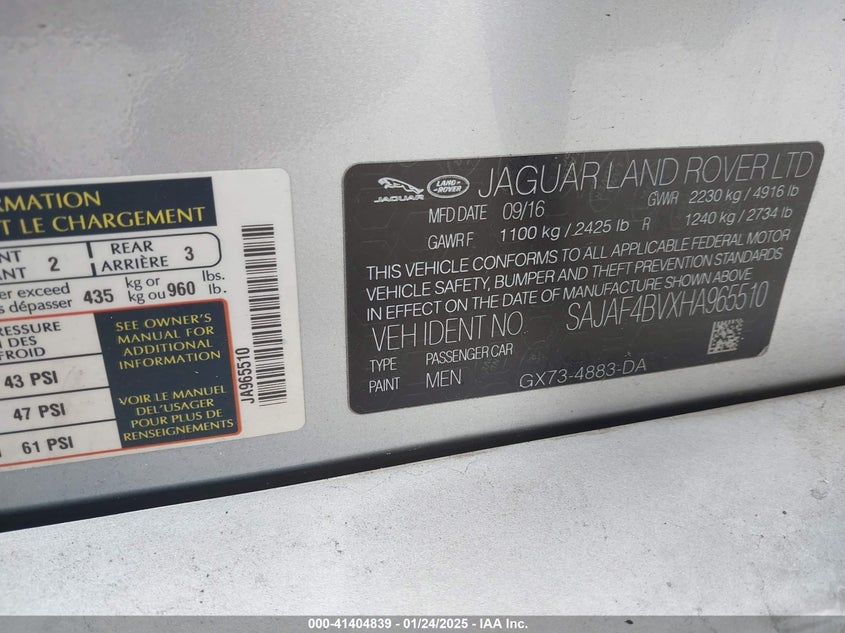 RMATION
T LE CHARGEMENT
NT 2 REAR
ANT ARRIÈRE 3
er exceed 435 kg or 960 lbs.
s dépasser kg ou lb.
RESSURE
DES
FROID
43 PSI
47 PSI
61 PSI
SEE OWNER'S
MANUAL FOR
ADDITIONAL
INFORMATION
VOIR LE MANUEL
DEL'USAGER
POUR PLUS DE
RENSEIGNEMENTS
JA965510
JAGUAR
LAND ROVER
JAGUAR LAND ROVER LTD
MFD DATE 09/16 GVWR 2230 kg / 4916 lb
GAWR F 1100 kg / 2425 lb R 1240 kg / 2734 lb
THIS VEHICLE CONFORMS TO ALL APPLICABLE FEDERAL MOTOR
VEHICLE SAFETY, BUMPER AND THEFT PREVENTION STANDARDS
IN EFFECT ON THE DATE OF MANUFACTURE SHOWN ABOVE
VEH IDENT NO. SAJAF4BVXHA965510
TYPE PASSENGER CAR
PAINT MEN GX73-4883-DA
000-41404839 - 01/24/2025 - IAA Inc.